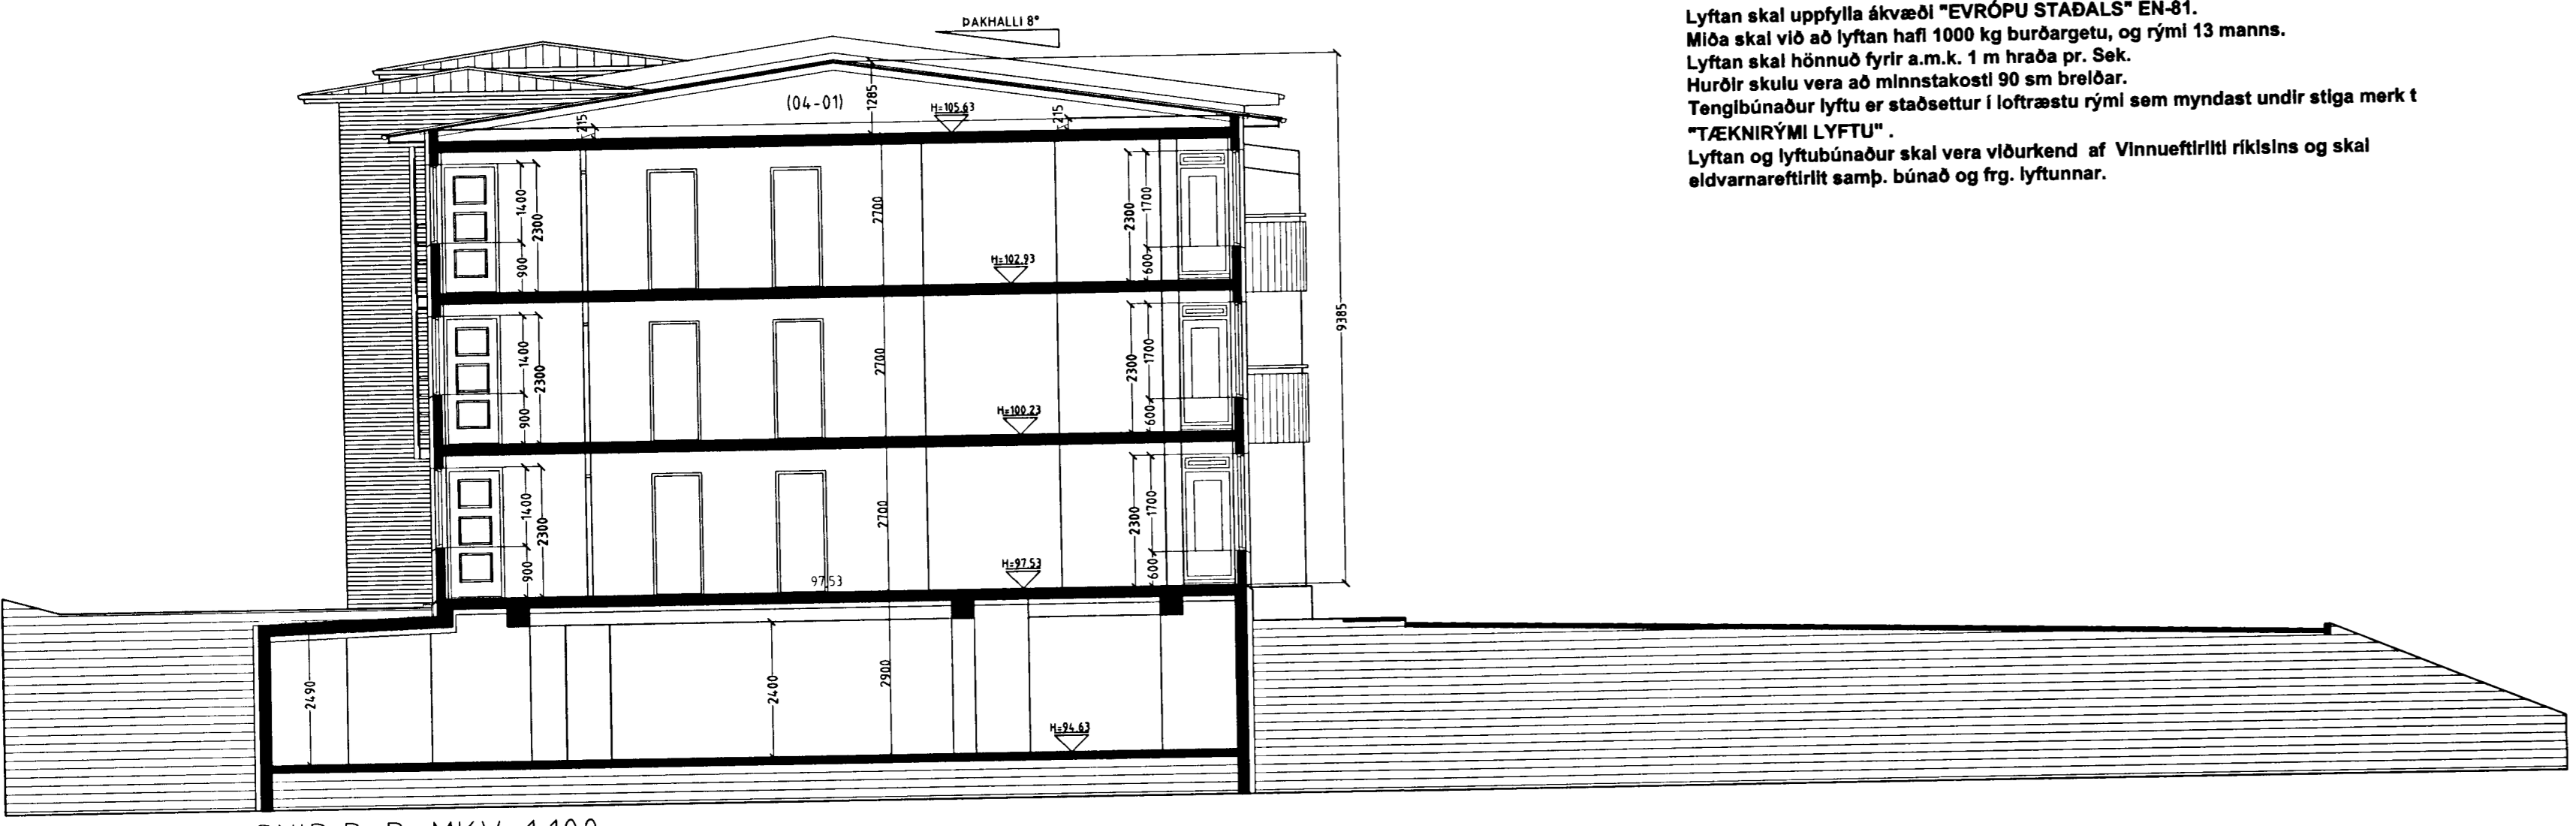 ÞAKHALLI 8°
Lyftan skal uppfylla ákvæði "EVRÓPU STAÐALS" EN-81.
Miða skal við að lyftan hafi 1000 kg burðargetu, og rými 13 manns.
Lyftan skal hönnuð fyrir a.m.k. 1 m hraða pr. Sek.
Hurðir skulu vera að minnstakosti 90 sm breiðar.
Tengibúnaður lyftu er staðsettur í loftræstu rými sem myndast undir stiga merk t
"TÆKNIRÝMI LYFTU" .
Lyftan og lyftubúnaður skal vera viðurkend af Vinnueftirliti ríkisins og skal
eldvarnareftirlit samþ. búnað og frg. lyftunnar.
(04-01)
1285
H=105.63
215
215
1400
2300
900
2700
2300
1700
600
H=102.93
9385
1400
2300
900
2700
2300
1700
600
H=100.23
1400
2300
900
2700
2300
1700
600
H=97.53
97.53
2490
2400
2900
H=94.63